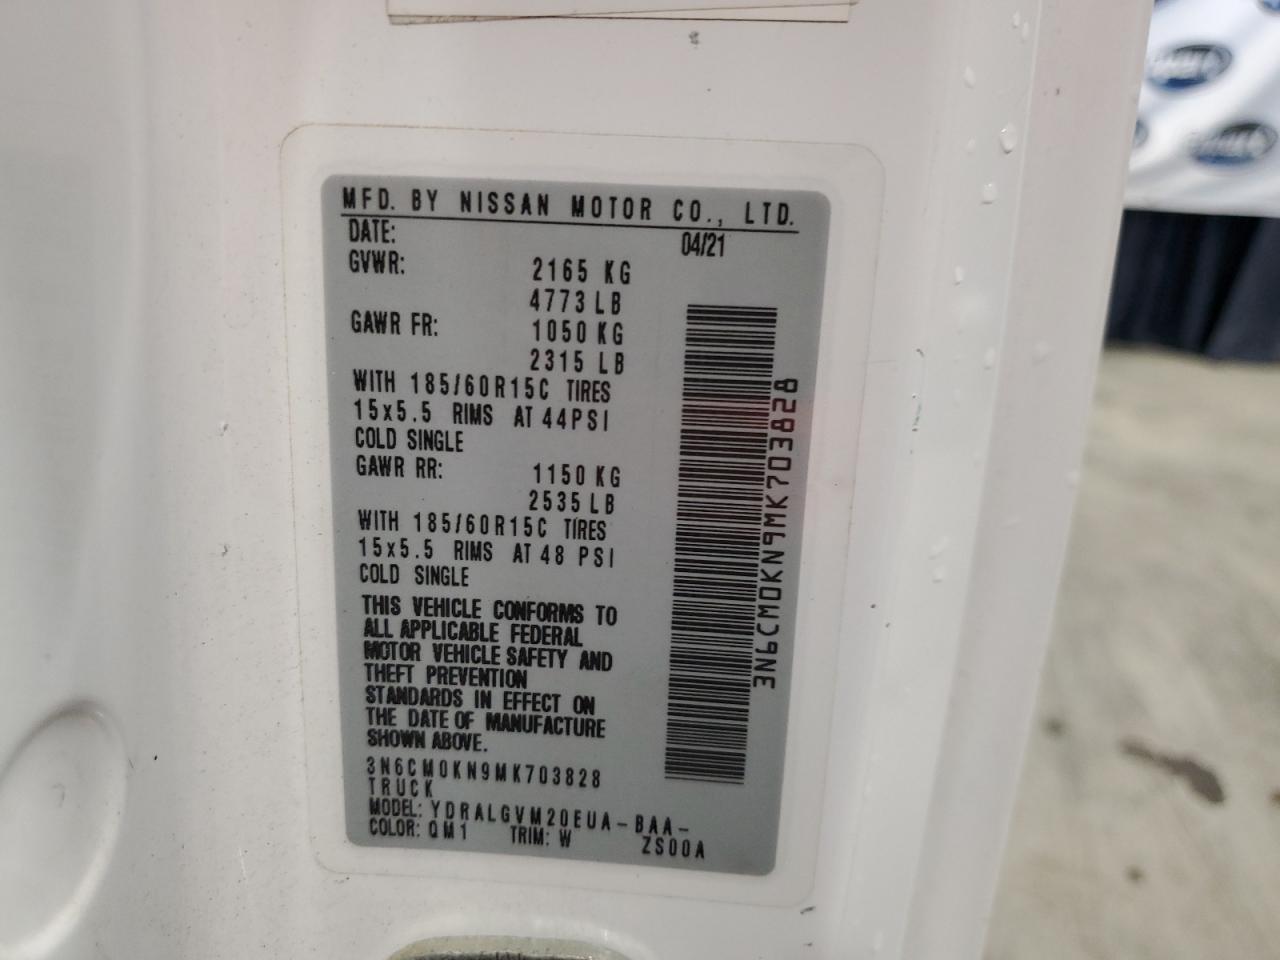 MFD. BY NISSAN MOTOR CO., LTD.
DATE: 04/21
GVWR: 2165 KG
4773 LB
GAWR FR: 1050 KG
2315 LB
WITH 185/60R15C TIRES
15x5.5 RIMS AT 44PSI
COLD SINGLE
GAWR RR: 1150 KG
2535 LB
WITH 185/60R15C TIRES
15x5.5 RIMS AT 48 PSI
COLD SINGLE
THIS VEHICLE CONFORMS TO
ALL APPLICABLE FEDERAL
MOTOR VEHICLE SAFETY AND
THEFT PREVENTION
STANDARDS IN EFFECT ON
THE DATE OF MANUFACTURE
SHOWN ABOVE.
3N6CM0KN9MK703828
TRUCK
MODEL: YDRALGVM20EUA-BAA-
COLOR: QM1 TRIM: W ZS00A
3N6CM0KN9MK703828